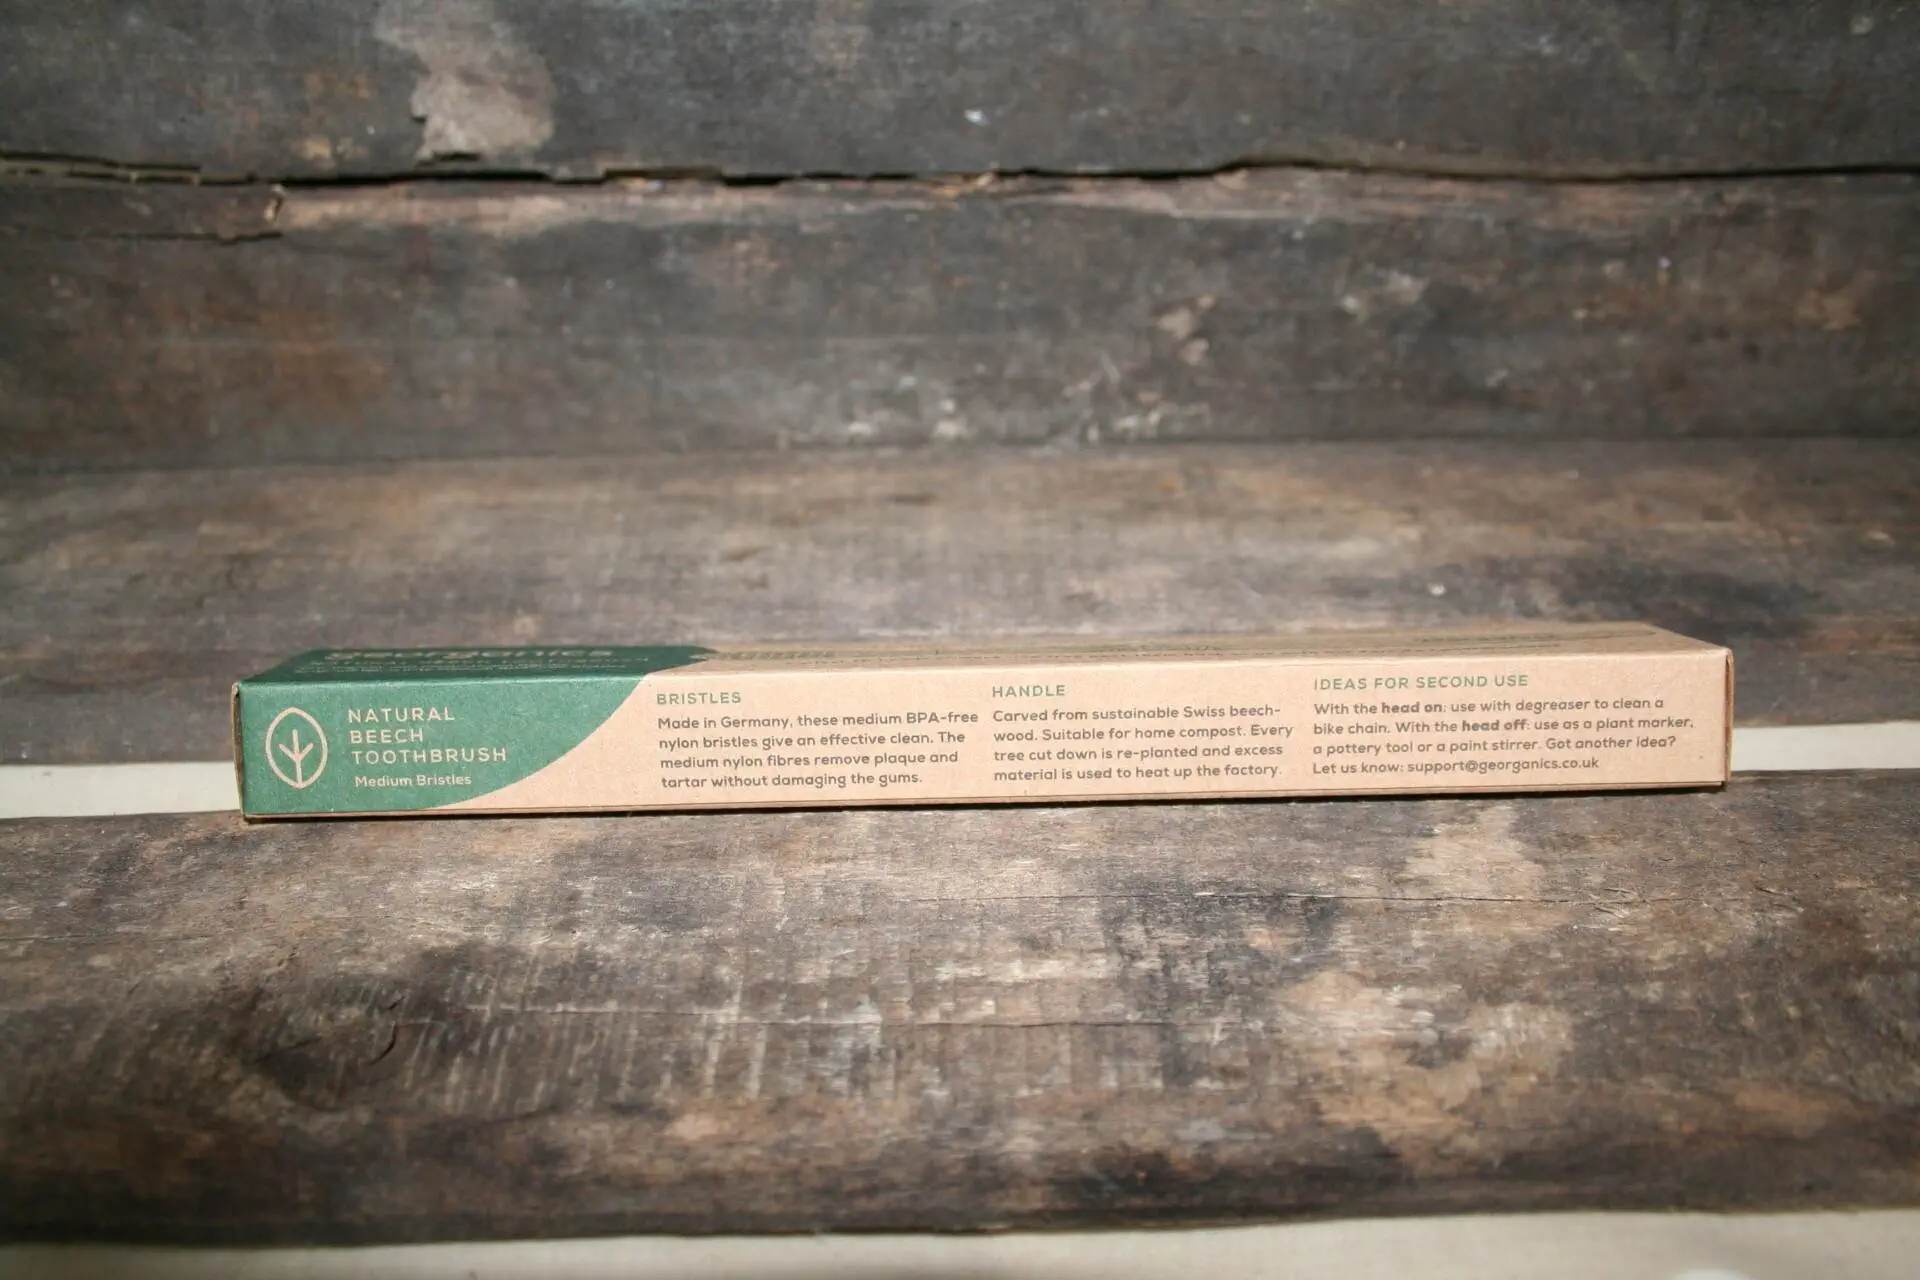 georganics
NATURAL
BEECH
TOOTHBRUSH
Medium Bristles
BRISTLES
Made in Germany, these medium BPA-free
nylon bristles give an effective clean. The
medium nylon fibres remove plaque and
tartar without damaging the gums.
HANDLE
Carved from sustainable Swiss beech-
wood. Suitable for home compost. Every
tree cut down is re-planted and excess
material is used to heat up the factory.
IDEAS FOR SECOND USE
With the head on: use with degreaser to clean a
bike chain. With the head off: use as a plant marker,
a pottery tool or a paint stirrer. Got another idea?
Let us know: support@georganics.co.uk